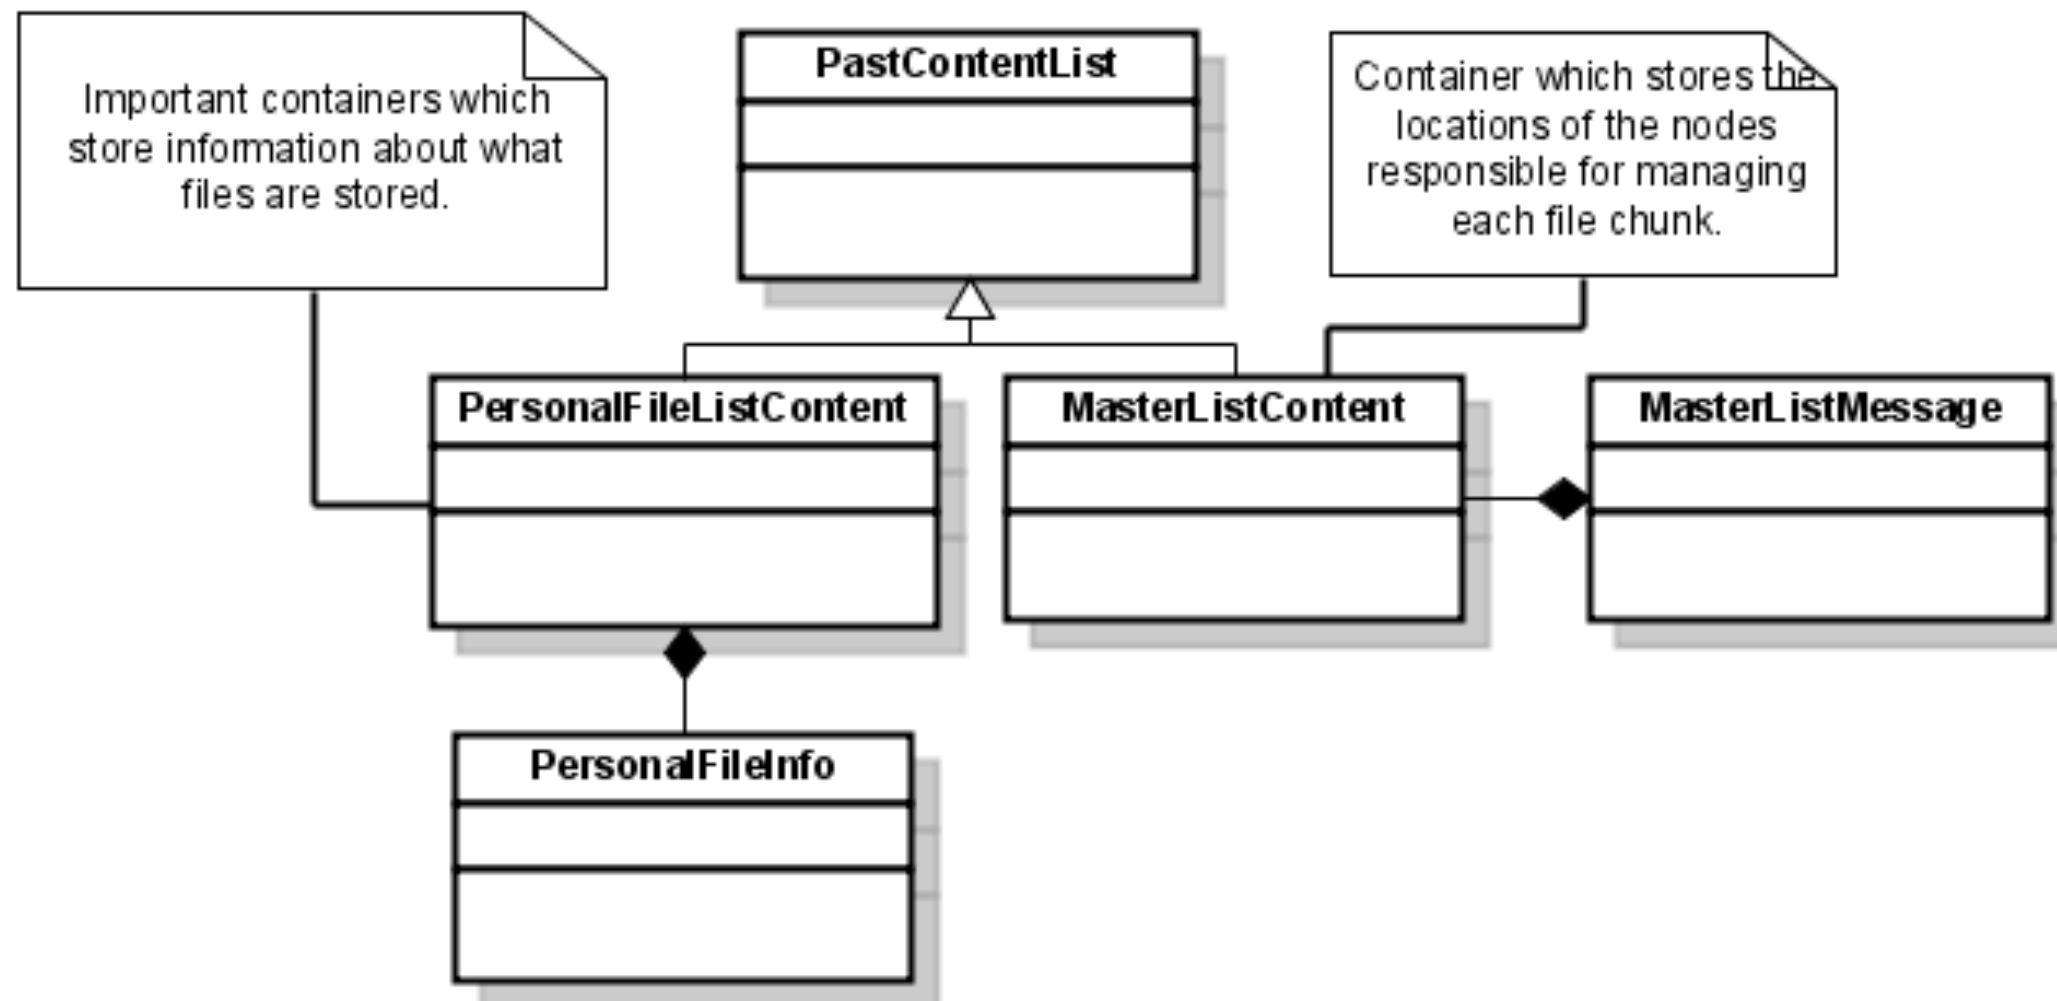 Important containers which
store information about what
files are stored.
PastContentList
Container which stores the
locations of the nodes
responsible for managing
each file chunk.
PersonalFileListContent
MasterListContent
MasterListMessage
PersonalFileInfo